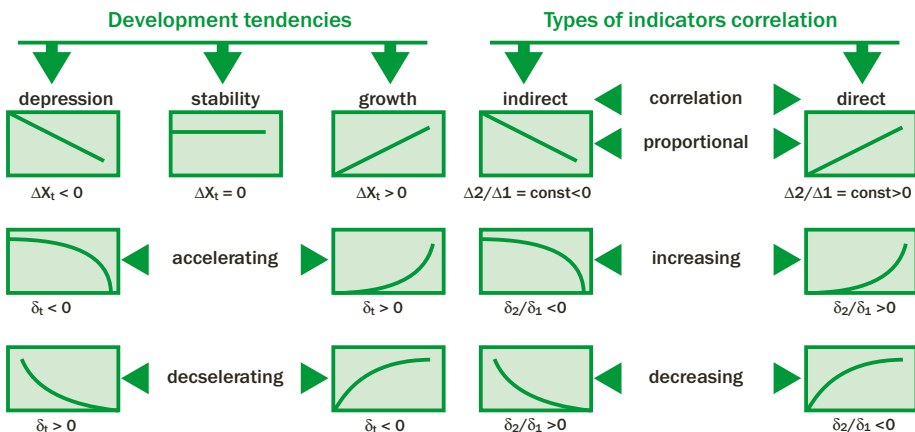 Development tendencies
Types of indicators correlation
depression
stability
growth
indirect
correlation
direct
proportional
ΔXₜ < 0
ΔXₜ = 0
ΔXₜ > 0
Δ2/Δ1 = const<0
Δ2/Δ1 = const>0
accelerating
increasing
δₜ < 0
δₜ > 0
δ₂/δ₁ <0
δ₂/δ₁ >0
decselerating
decreasing
δₜ > 0
δₜ < 0
δ₂/δ₁ >0
δ₂/δ₁ <0